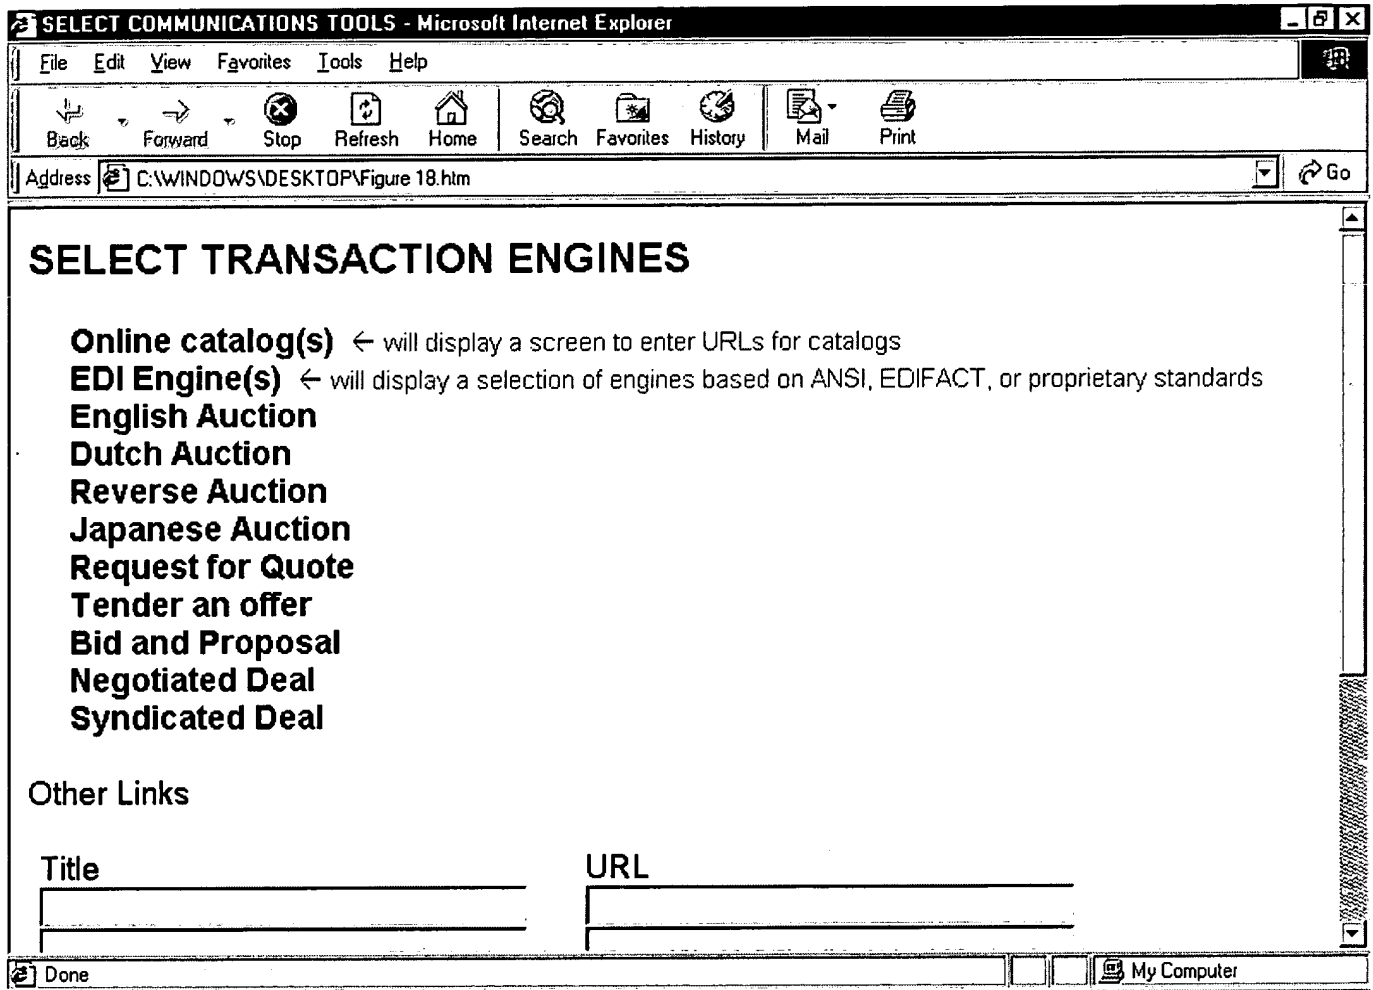 SELECT COMMUNICATIONS TOOLS - Microsoft Internet Explorer
File Edit View Favorites Tools Help
Back Forward Stop Refresh Home Search Favorites History Mail Print
Address C:\WINDOWS\DESKTOP\Figure 18.htm Go
SELECT TRANSACTION ENGINES
Online catalog(s) ← will display a screen to enter URLs for catalogs
EDI Engine(s) ← will display a selection of engines based on ANSI, EDIFACT, or proprietary standards
English Auction
Dutch Auction
Reverse Auction
Japanese Auction
Request for Quote
Tender an offer
Bid and Proposal
Negotiated Deal
Syndicated Deal
Other Links
Title URL
Done My Computer